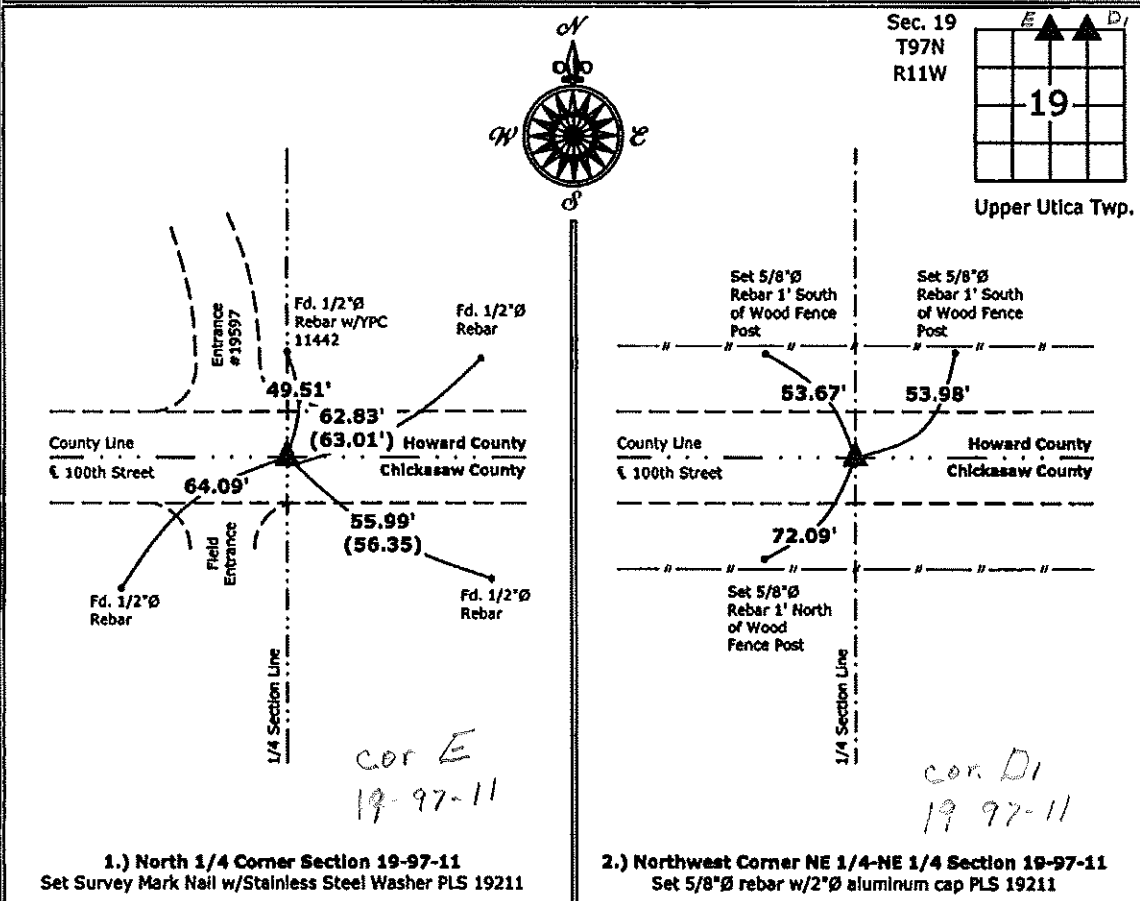 N
W
E
S
Sec. 19
T97N
R11W
E
D1
19
Upper Utica Twp.
Entrance
#19597
Fd. 1/2"Ø
Rebar w/YPC
11442
Fd. 1/2"Ø
Rebar
49.51'
62.83'
(63.01')
County Line
Howard County
℄ 100th Street
Chickasaw County
64.09'
55.99'
(56.35)
Field
Entrance
Fd. 1/2"Ø
Rebar
Fd. 1/2"Ø
Rebar
1/4 Section Line
cor E
19-97-11
1.) North 1/4 Corner Section 19-97-11
Set Survey Mark Nail w/Stainless Steel Washer PLS 19211
Set 5/8"Ø
Rebar 1' South
of Wood Fence
Post
Set 5/8"Ø
Rebar 1' South
of Wood Fence
Post
53.67'
53.98'
County Line
Howard County
℄ 100th Street
Chickasaw County
72.09'
Set 5/8"Ø
Rebar 1' North
of Wood
Fence Post
1/4 Section Line
cor. D1
19 97-11
2.) Northwest Corner NE 1/4-NE 1/4 Section 19-97-11
Set 5/8"Ø rebar w/2"Ø aluminum cap PLS 19211